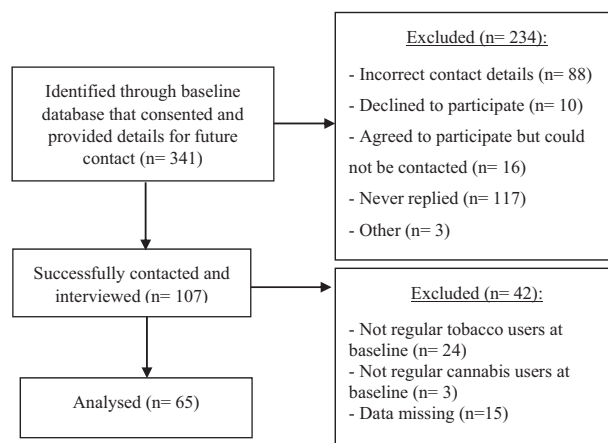 Identified through baseline
database that consented and
provided details for future
contact (n= 341)
Excluded (n= 234):
- Incorrect contact details (n= 88)
- Declined to participate (n= 10)
- Agreed to participate but could
not be contacted (n= 16)
- Never replied (n= 117)
- Other (n= 3)
Successfully contacted and
interviewed (n= 107)
Excluded (n= 42):
- Not regular tobacco users at
baseline (n= 24)
- Not regular cannabis users at
baseline (n= 3)
- Data missing (n=15)
Analysed (n= 65)